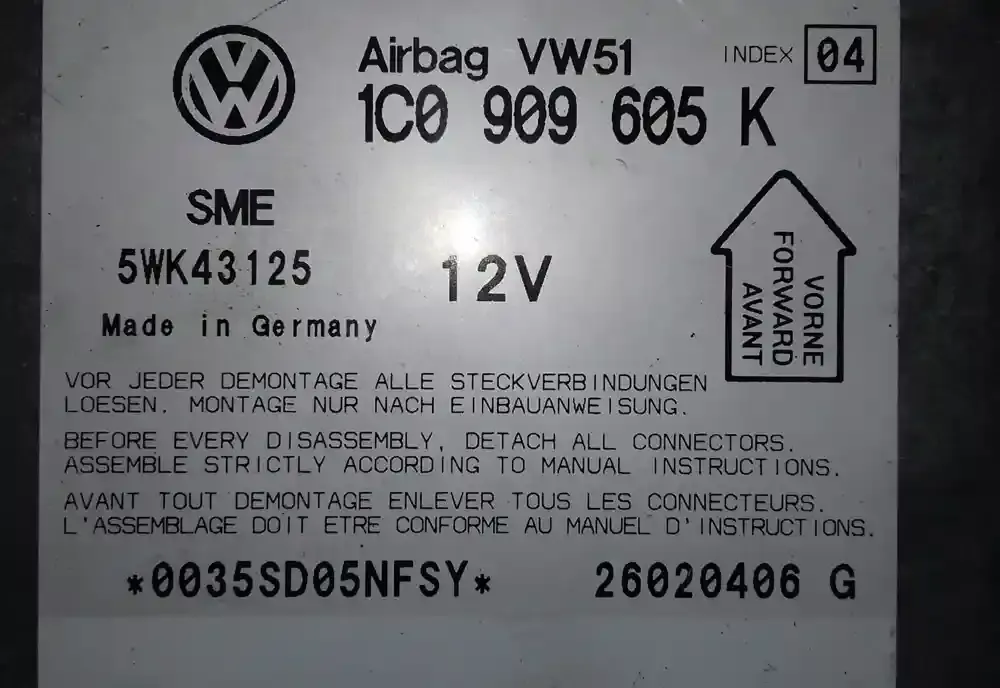 Airbag VW51 INDEX 04
1C0 909 605 K
SME
5WK43125 12V
Made in Germany
VORNE
FORWARD
AVANT
VOR JEDER DEMONTAGE ALLE STECKVERBINDUNGEN
LOESEN. MONTAGE NUR NACH EINBAUANWEISUNG.
BEFORE EVERY DISASSEMBLY, DETACH ALL CONNECTORS.
ASSEMBLE STRICTLY ACCORDING TO MANUAL INSTRUCTIONS.
AVANT TOUT DEMONTAGE ENLEVER TOUS LES CONNECTEURS.
L'ASSEMBLAGE DOIT ETRE CONFORME AU MANUEL D'INSTRUCTIONS.
*0035SD05NFSY* 26020406 G